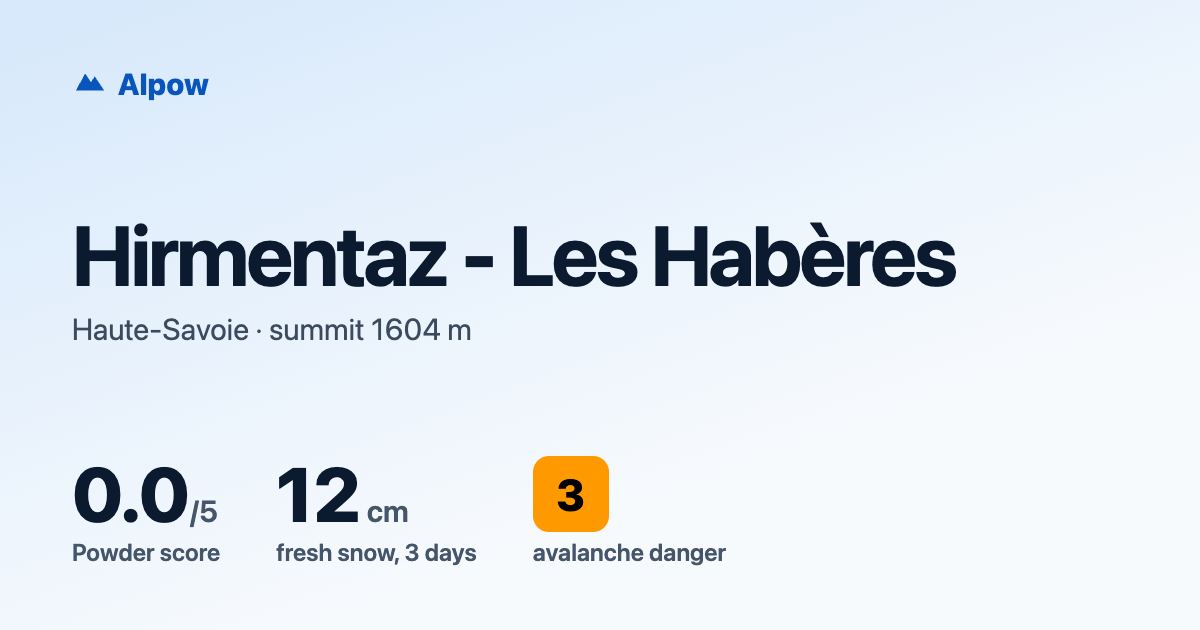 Alpow
Hirmentaz - Les Habères
Haute-Savoie · summit 1604 m
0.0/5 12 cm 3
Powder score fresh snow, 3 days avalanche danger